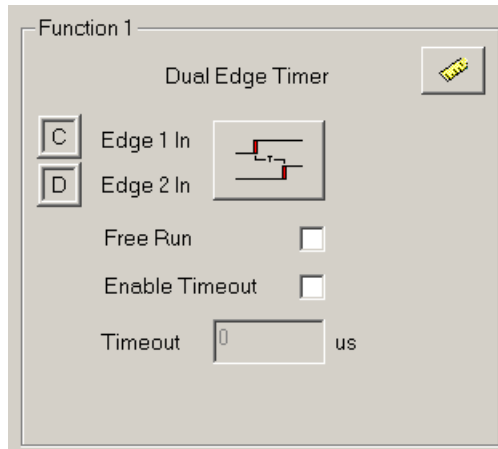 Function 1
Dual Edge Timer
C Edge 1 In
T
D Edge 2 In
Free Run
Enable Timeout
Timeout 0 us